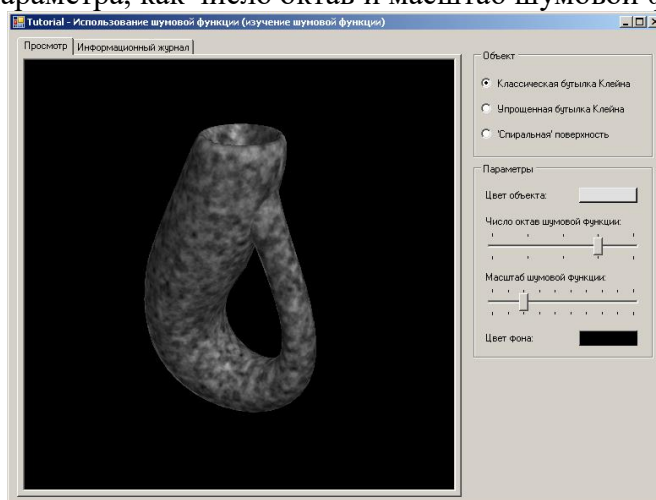 параметра, как число октав и масштаб шумовой ф
Tutorial - Использование шумовой функции (изучение шумовой функции)
Просмотр
Информационный журнал
Объект
Классическая бутылка Клейна
Упрощенная бутылка Клейна
'Спиральная' поверхность
Параметры
Цвет объекта:
Число октав шумовой функции:
Масштаб шумовой функции:
Цвет фона: